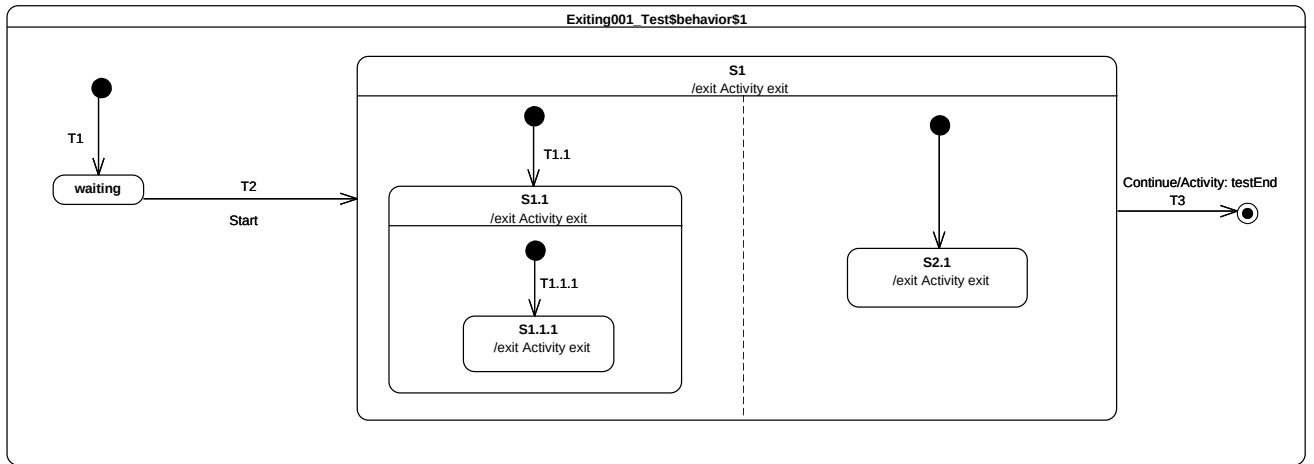 Exiting001_Test$behavior$1
S1
/exit Activity exit
T1
T1.1
waiting
T2
Start
S1.1
/exit Activity exit
T1.1.1
S1.1.1
/exit Activity exit
S2.1
/exit Activity exit
Continue/Activity: testEnd
T3